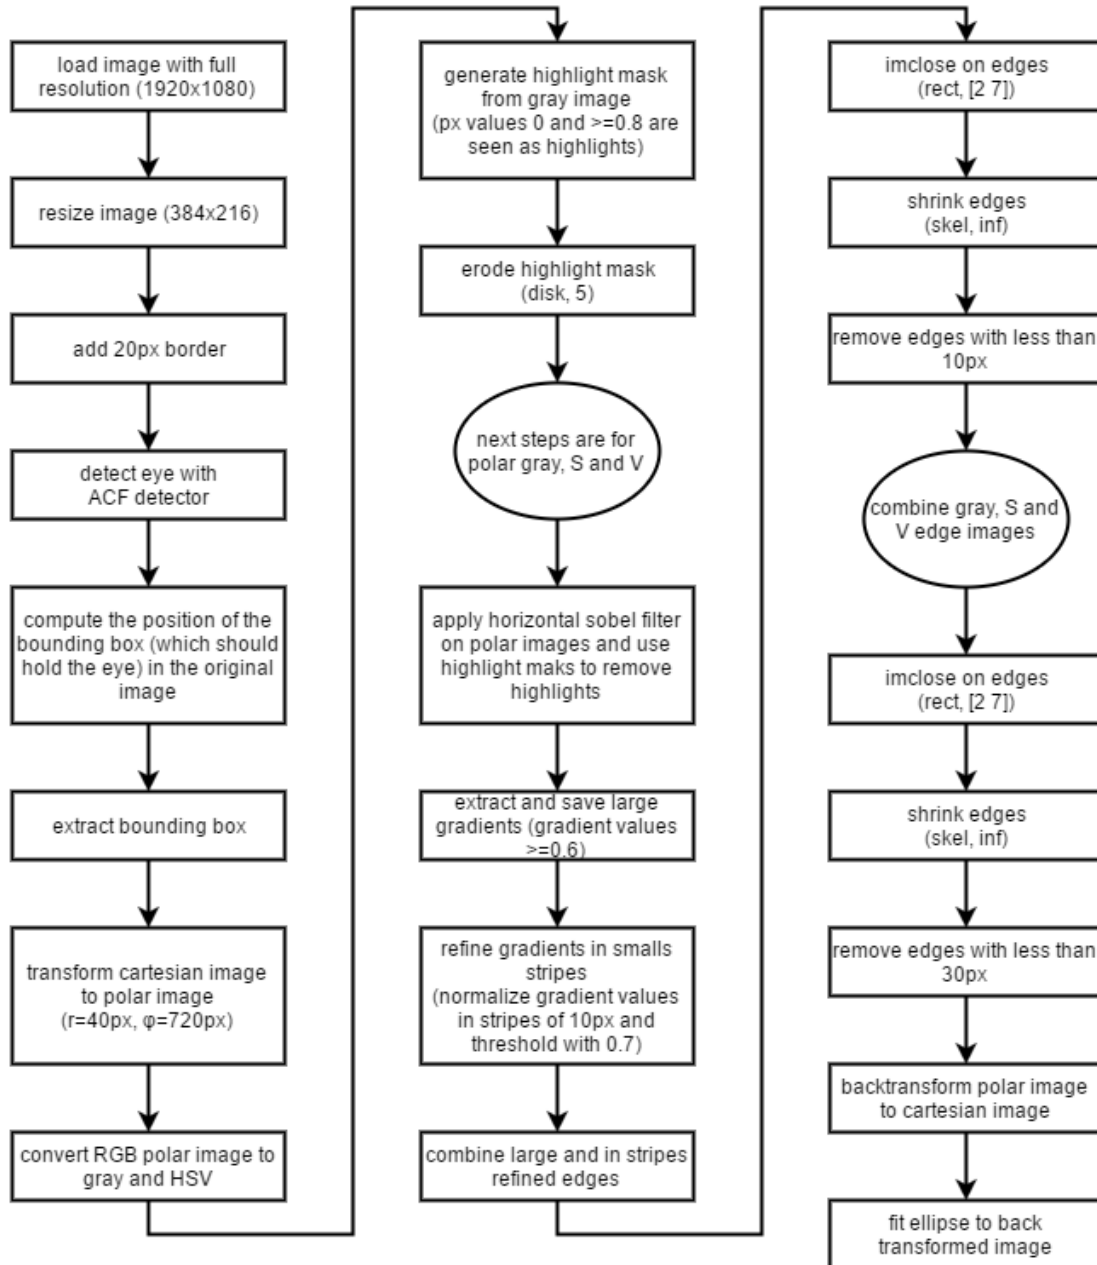 load image with full
resolution (1920x1080)
resize image (384x216)
add 20px border
detect eye with
ACF detector
compute the position of the
bounding box (which should
hold the eye) in the original
image
extract bounding box
transform cartesian image
to polar image
(r=40px, φ=720px)
convert RGB polar image to
gray and HSV
generate highlight mask
from gray image
(px values 0 and >=0.8 are
seen as highlights)
erode highlight mask
(disk, 5)
next steps are for
polar gray, S and V
apply horizontal sobel filter
on polar images and use
highlight maks to remove
highlights
extract and save large
gradients (gradient values
>=0.6)
refine gradients in smalls
stripes
(normalize gradient values
in stripes of 10px and
threshold with 0.7)
combine large and in stripes
refined edges
imclose on edges
(rect, [2 7])
shrink edges
(skel, inf)
remove edges with less than
10px
combine gray, S and
V edge images
imclose on edges
(rect, [2 7])
shrink edges
(skel, inf)
remove edges with less than
30px
backtransform polar image
to cartesian image
fit ellipse to back
transformed image